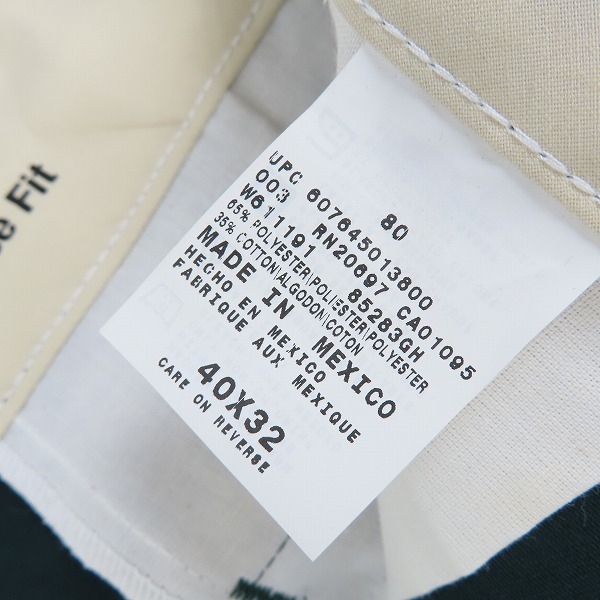 e Fit
80
UPC 607645013800
003 RN20697 CA01095
W611191 85283GH
65% POLYESTER|POLIESTER|POLYESTER
35% COTTON|ALGODON|COTON
MADE IN MEXICO
HECHO EN MEXICO
FABRIQUE AUX MEXIQUE
40X32
CARE ON REVERSE